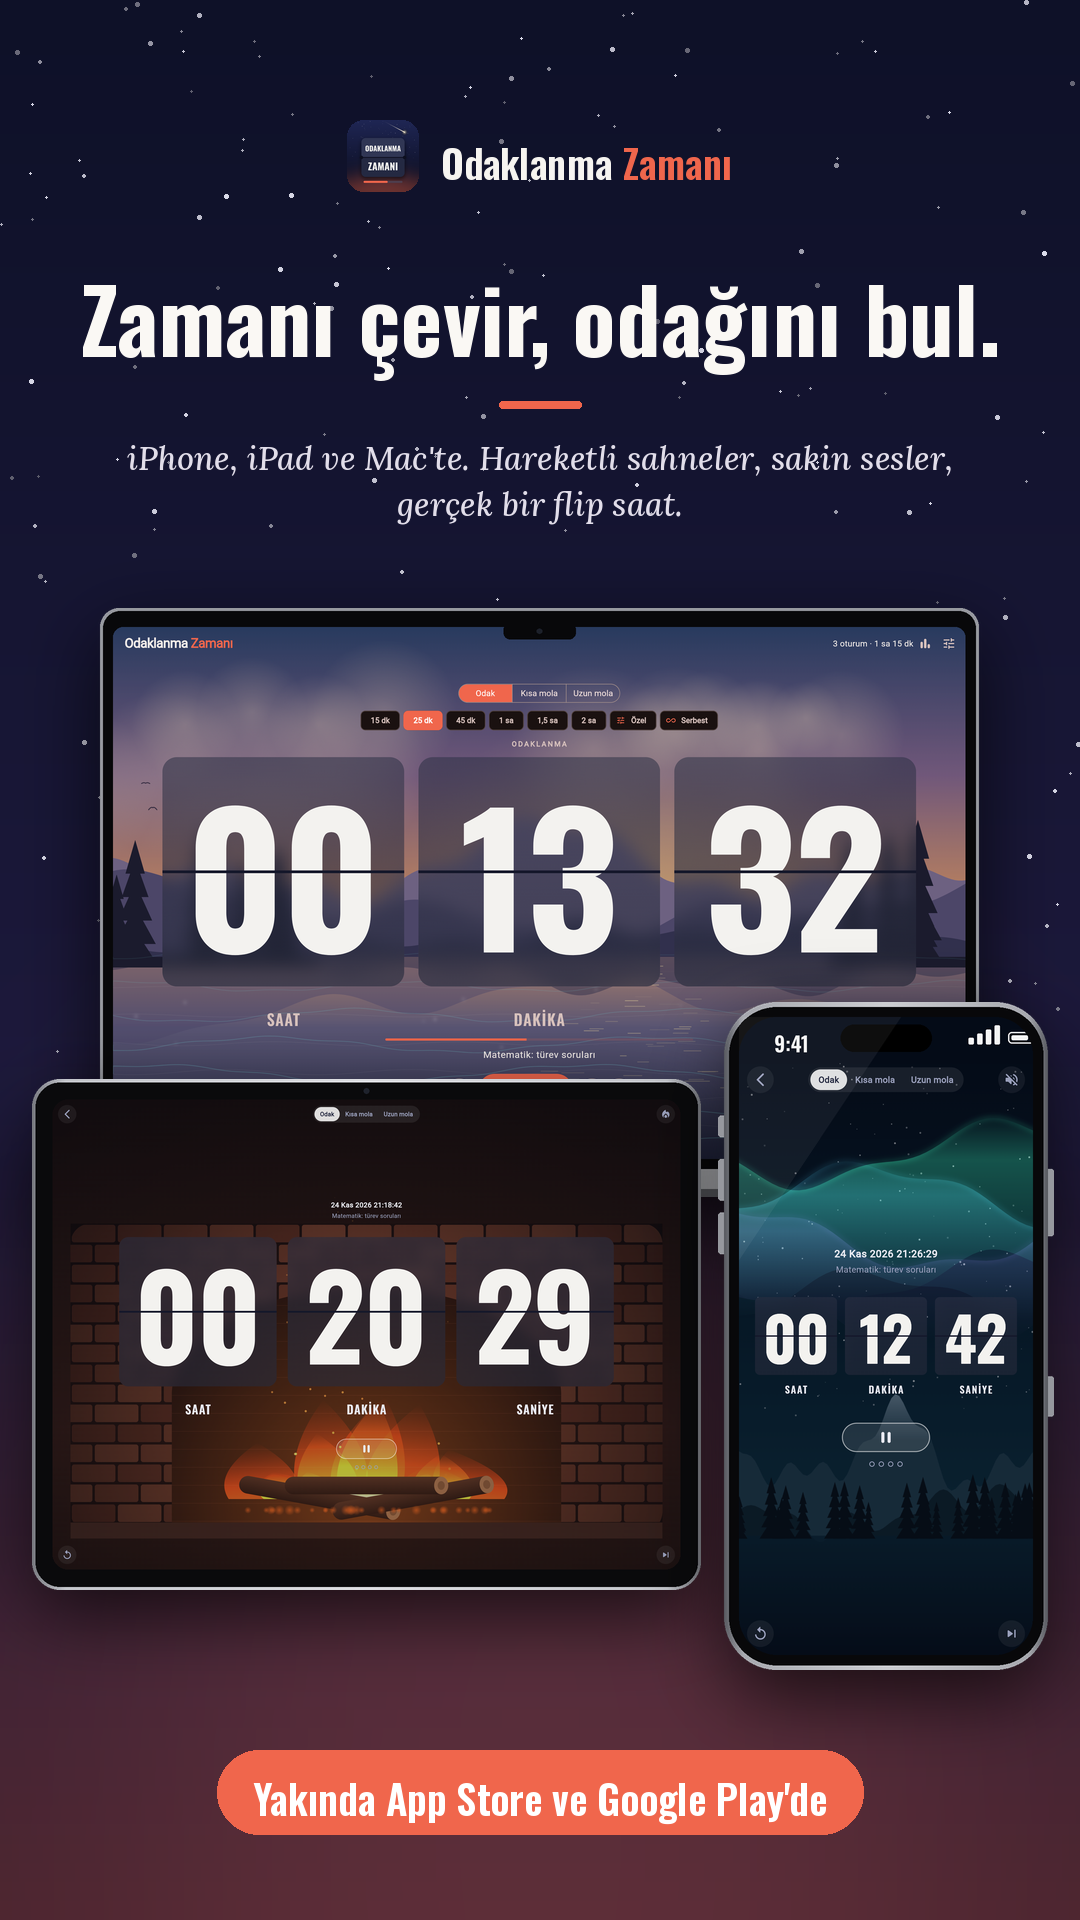 ODAKLANMA
ZAMANI
Odaklanma Zamanı
Zamanı çevir, odağını bul.
iPhone, iPad ve Mac'te. Hareketli sahneler, sakin sesler,
gerçek bir flip saat.
Odaklanma Zamanı
3 oturum · 1 sa 15 dk
Odak Kısa mola Uzun mola
15 dk 25 dk 45 dk 1 sa 1,5 sa 2 sa Özel Serbest
ODAKLANMA
00 13 32
SAAT DAKİKA
Matematik: türev soruları
Odak Kısa mola Uzun mola
24 Kas 2026 21:18:42
Matematik: türev soruları
00 20 29
SAAT DAKİKA SANİYE
9:41
Odak Kısa mola Uzun mola
24 Kas 2026 21:26:29
Matematik: türev soruları
00 12 42
SAAT DAKİKA SANİYE
Yakında App Store ve Google Play'de